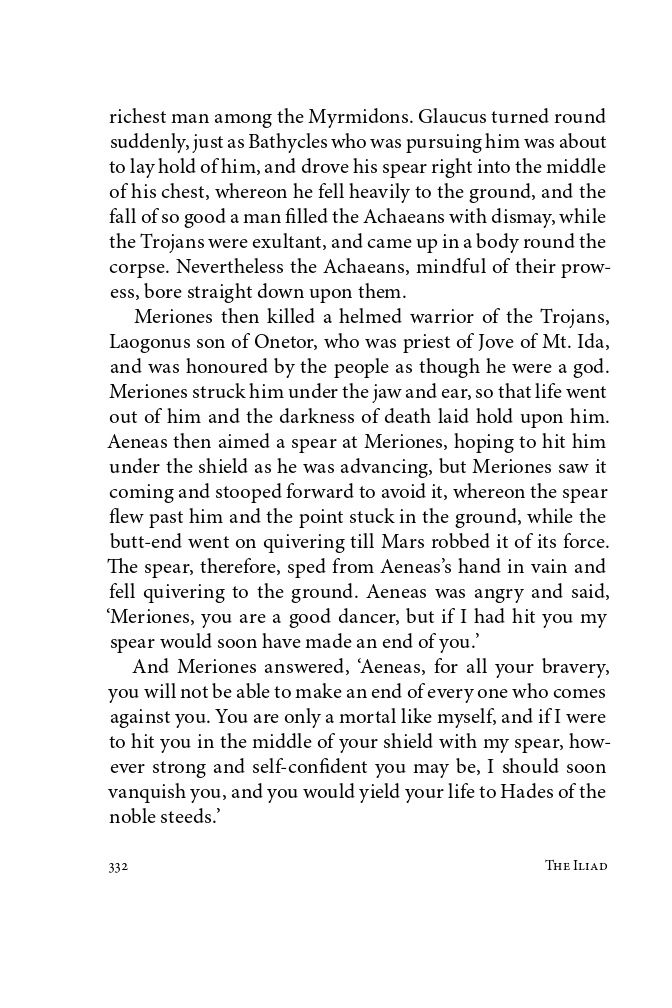 richest man among the Myrmidons. Glaucus turned round
suddenly, just as Bathycles who was pursuing him was about
to lay hold of him, and drove his spear right into the middle
of his chest, whereon he fell heavily to the ground, and the
fall of so good a man filled the Achaeans with dismay, while
the Trojans were exultant, and came up in a body round the
corpse. Nevertheless the Achaeans, mindful of their prow-
ess, bore straight down upon them.
Meriones then killed a helmed warrior of the Trojans,
Laogonus son of Onetor, who was priest of Jove of Mt. Ida,
and was honoured by the people as though he were a god.
Meriones struck him under the jaw and ear, so that life went
out of him and the darkness of death laid hold upon him.
Aeneas then aimed a spear at Meriones, hoping to hit him
under the shield as he was advancing, but Meriones saw it
coming and stooped forward to avoid it, whereon the spear
flew past him and the point stuck in the ground, while the
butt-end went on quivering till Mars robbed it of its force.
The spear, therefore, sped from Aeneas’s hand in vain and
fell quivering to the ground. Aeneas was angry and said,
‘Meriones, you are a good dancer, but if I had hit you my
spear would soon have made an end of you.’
And Meriones answered, ‘Aeneas, for all your bravery,
you will not be able to make an end of every one who comes
against you. You are only a mortal like myself, and if I were
to hit you in the middle of your shield with my spear, how-
ever strong and self-confident you may be, I should soon
vanquish you, and you would yield your life to Hades of the
noble steeds.’
332 The Iliad